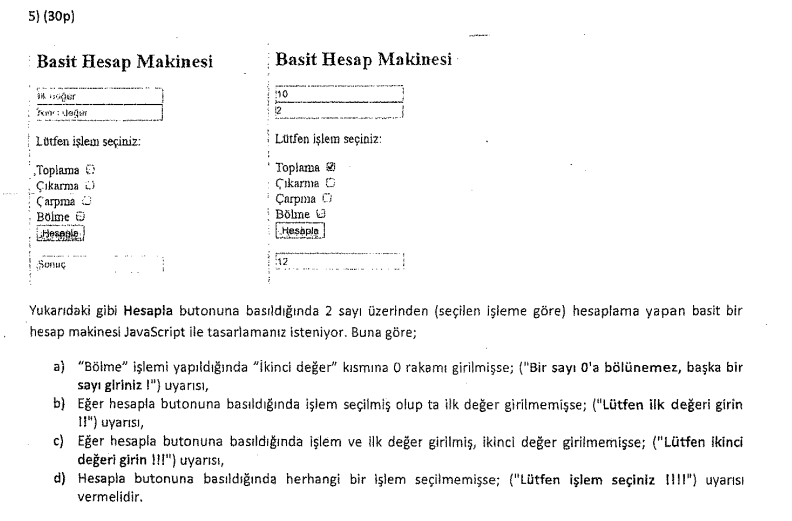 5) (30p)
Basit Hesap Makinesi
ilk değer
İkinci değer
Lütfen işlem seçiniz:
Toplama
Çıkarma
Çarpma
Bölme
Hesapla
Sonuç
Basit Hesap Makinesi
10
2
Lütfen işlem seçiniz:
Toplama
Çıkarma
Çarpma
Bölme
Hesapla
12
Yukarıdaki gibi Hesapla butonuna basıldığında 2 sayı üzerinden (seçilen işleme göre) hesaplama yapan basit bir
hesap makinesi JavaScript ile tasarlamanız isteniyor. Buna göre;
a) "Bölme" işlemi yapıldığında "İkinci değer" kısmına 0 rakamı girilmişse; ("Bir sayı 0'a bölünemez, başka bir
sayı giriniz !") uyarısı,
b) Eğer hesapla butonuna basıldığında işlem seçilmiş olup ta ilk değer girilmemişse; ("Lütfen ilk değeri girin
!!") uyarısı,
c) Eğer hesapla butonuna basıldığında işlem ve ilk değer girilmiş, ikinci değer girilmemişse; ("Lütfen ikinci
değeri girin !!!") uyarısı,
d) Hesapla butonuna basıldığında herhangi bir işlem seçilmemişse; ("Lütfen işlem seçiniz !!!!") uyarısı
vermelidir.